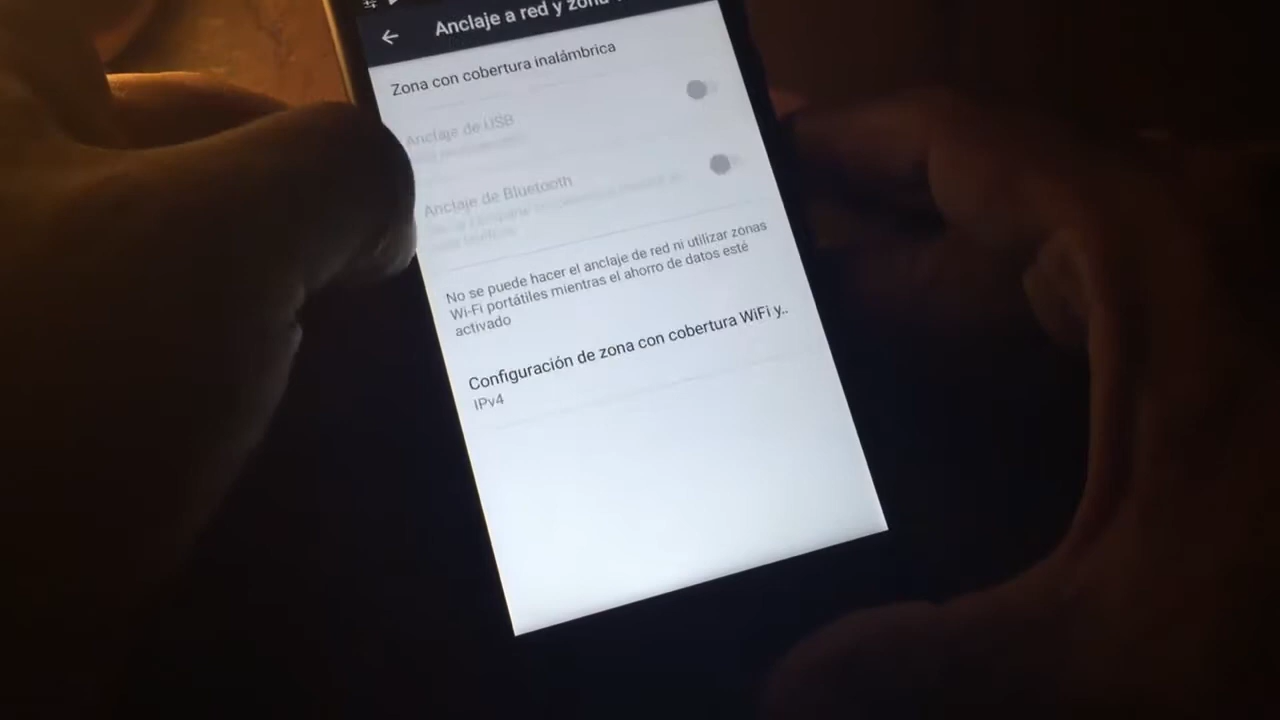 Anclaje a red y zona
Zona con cobertura inalámbrica
Anclaje de USB
Anclaje de Bluetooth
No se puede hacer el anclaje de red ni utilizar zonas
Wi-Fi portátiles mientras el ahorro de datos esté
activado
Configuración de zona con cobertura WiFi y..
IPv4